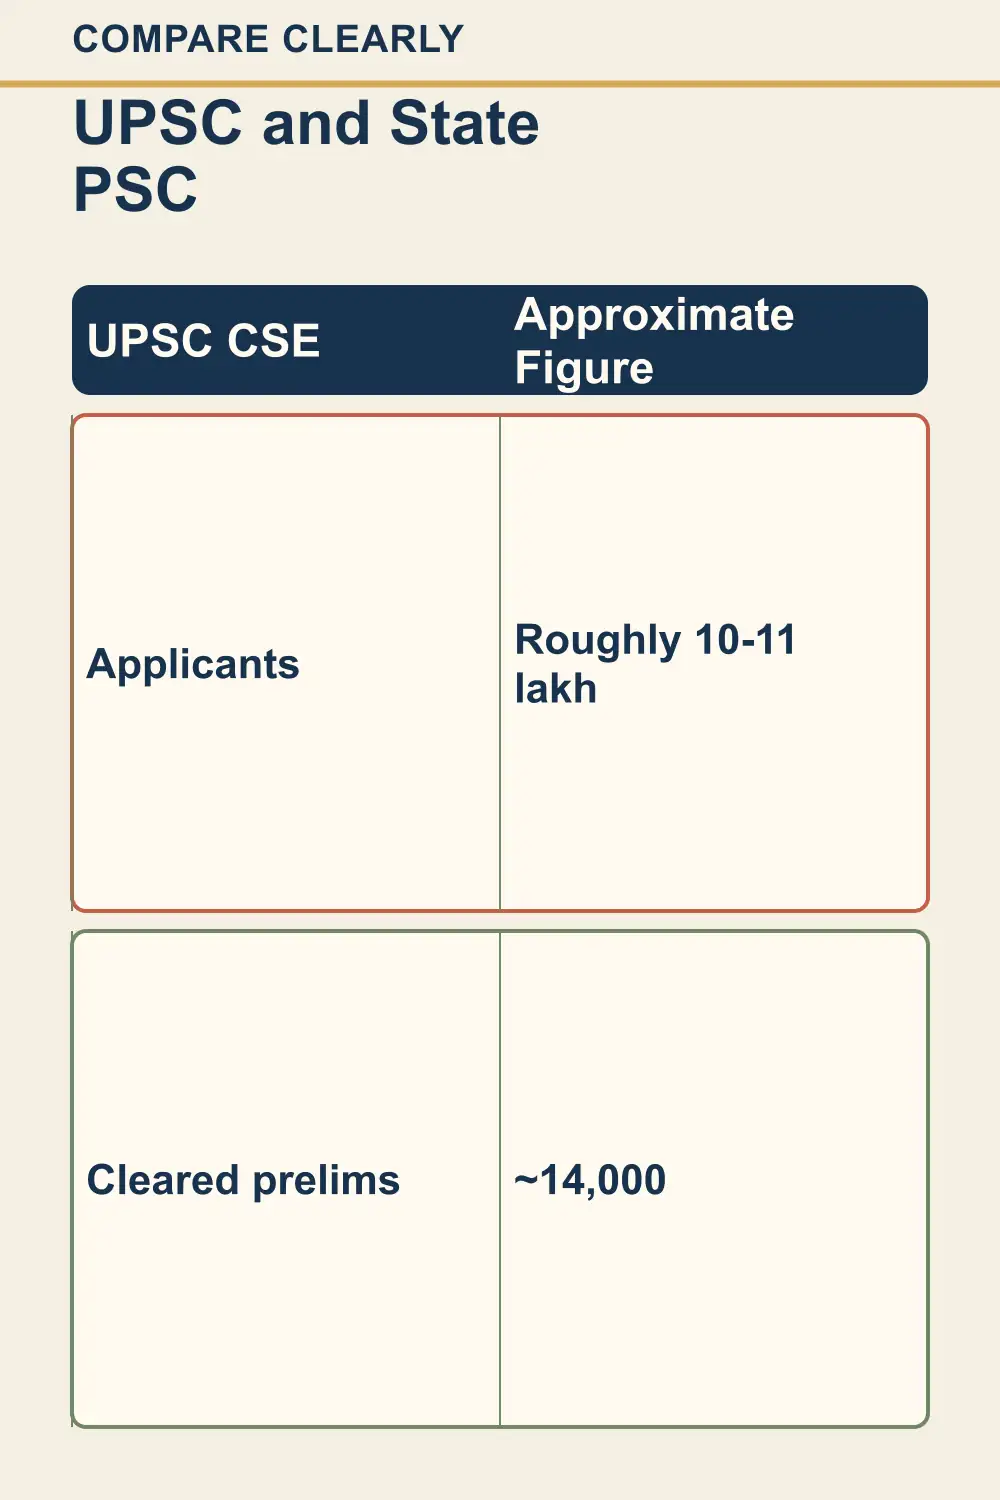 COMPARE CLEARLY
UPSC and State
PSC
UPSC CSE
Approximate
Figure
Applicants
Roughly 10-11
lakh
Cleared prelims
~14,000